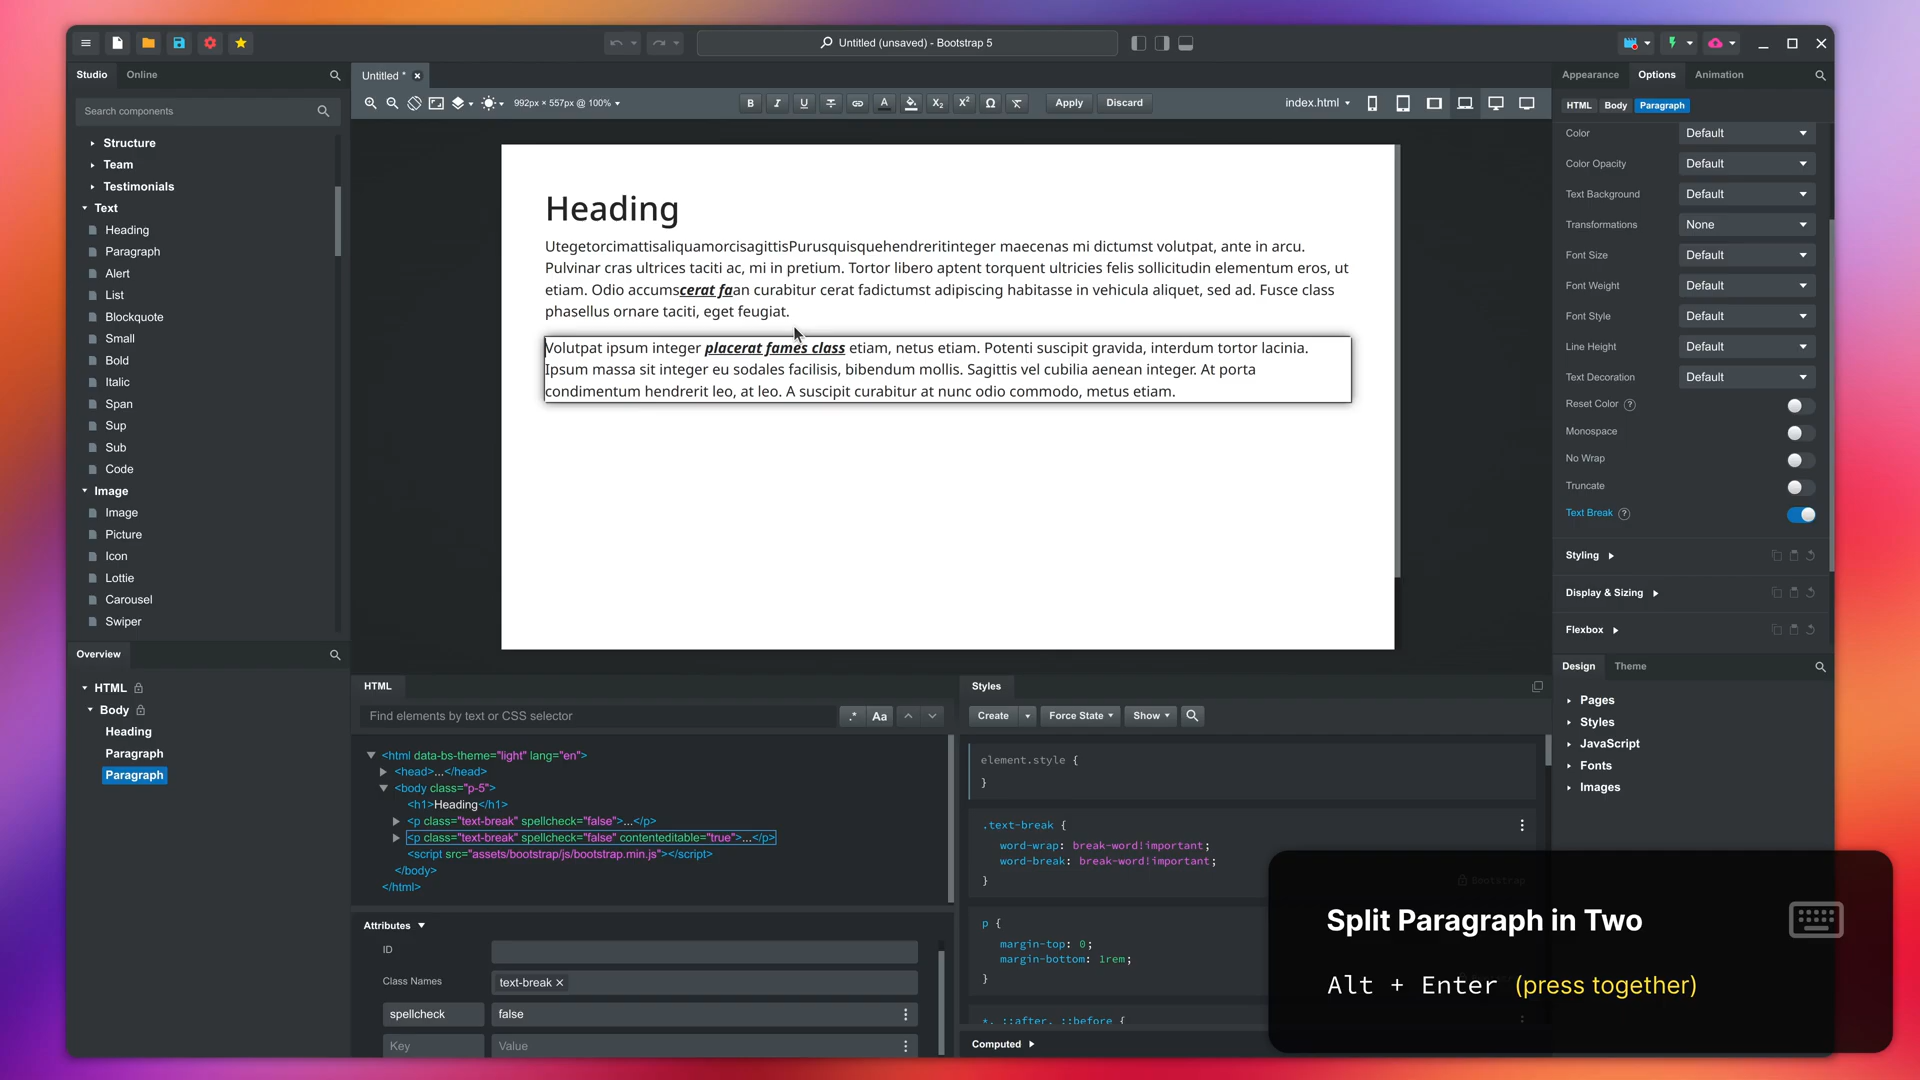 Untitled (unsaved) - Bootstrap 5
Studio
Online
Search components
Structure
Team
Testimonials
Text
Heading
Paragraph
Alert
List
Blockquote
Small
Bold
Italic
Span
Sup
Sub
Code
Image
Image
Picture
Icon
Lottie
Carousel
Swiper
Overview
HTML
Body
Heading
Paragraph
Paragraph
Untitled *
992px × 557px @ 100%
B I U T A X₂ X² Ω
Apply
Discard
index.html
Heading
UtegetorcimattisaliquamorcisagittisPurusquisquehendreritinteger maecenas mi dictumst volutpat, ante in arcu.
Pulvinar cras ultrices taciti ac, mi in pretium. Tortor libero aptent torquent ultricies felis sollicitudin elementum eros, ut
etiam. Odio accumscerat faan curabitur cerat fadictumst adipiscing habitasse in vehicula aliquet, sed ad. Fusce class
phasellus ornare taciti, eget feugiat.
Volutpat ipsum integer placerat fames class etiam, netus etiam. Potenti suscipit gravida, interdum tortor lacinia.
Ipsum massa sit integer eu sodales facilisis, bibendum mollis. Sagittis vel cubilia aenean integer. At porta
condimentum hendrerit leo, at leo. A suscipit curabitur at nunc odio commodo, metus etiam.
HTML
Find elements by text or CSS selector
.* Aa
<html data-bs-theme="light" lang="en">
<head>...</head>
<body class="p-5">
<h1>Heading</h1>
<p class="text-break" spellcheck="false">...</p>
<p class="text-break" spellcheck="false" contenteditable="true">...</p>
<script src="assets/bootstrap/js/bootstrap.min.js"></script>
</body>
</html>
Attributes
ID
Class Names
text-break ×
spellcheck
false
Key
Value
Styles
Create
Force State
Show
element.style {
}
.text-break {
word-wrap: break-word!important;
word-break: break-word!important;
}
Bootstrap
p {
margin-top: 0;
margin-bottom: 1rem;
}
*, ::after, ::before {
Computed
Appearance
Options
Animation
HTML
Body
Paragraph
Color
Default
Color Opacity
Default
Text Background
Default
Transformations
None
Font Size
Default
Font Weight
Default
Font Style
Default
Line Height
Default
Text Decoration
Default
Reset Color ?
Monospace
No Wrap
Truncate
Text Break ?
Styling
Display & Sizing
Flexbox
Design
Theme
Pages
Styles
JavaScript
Fonts
Images
Split Paragraph in Two
Alt + Enter (press together)